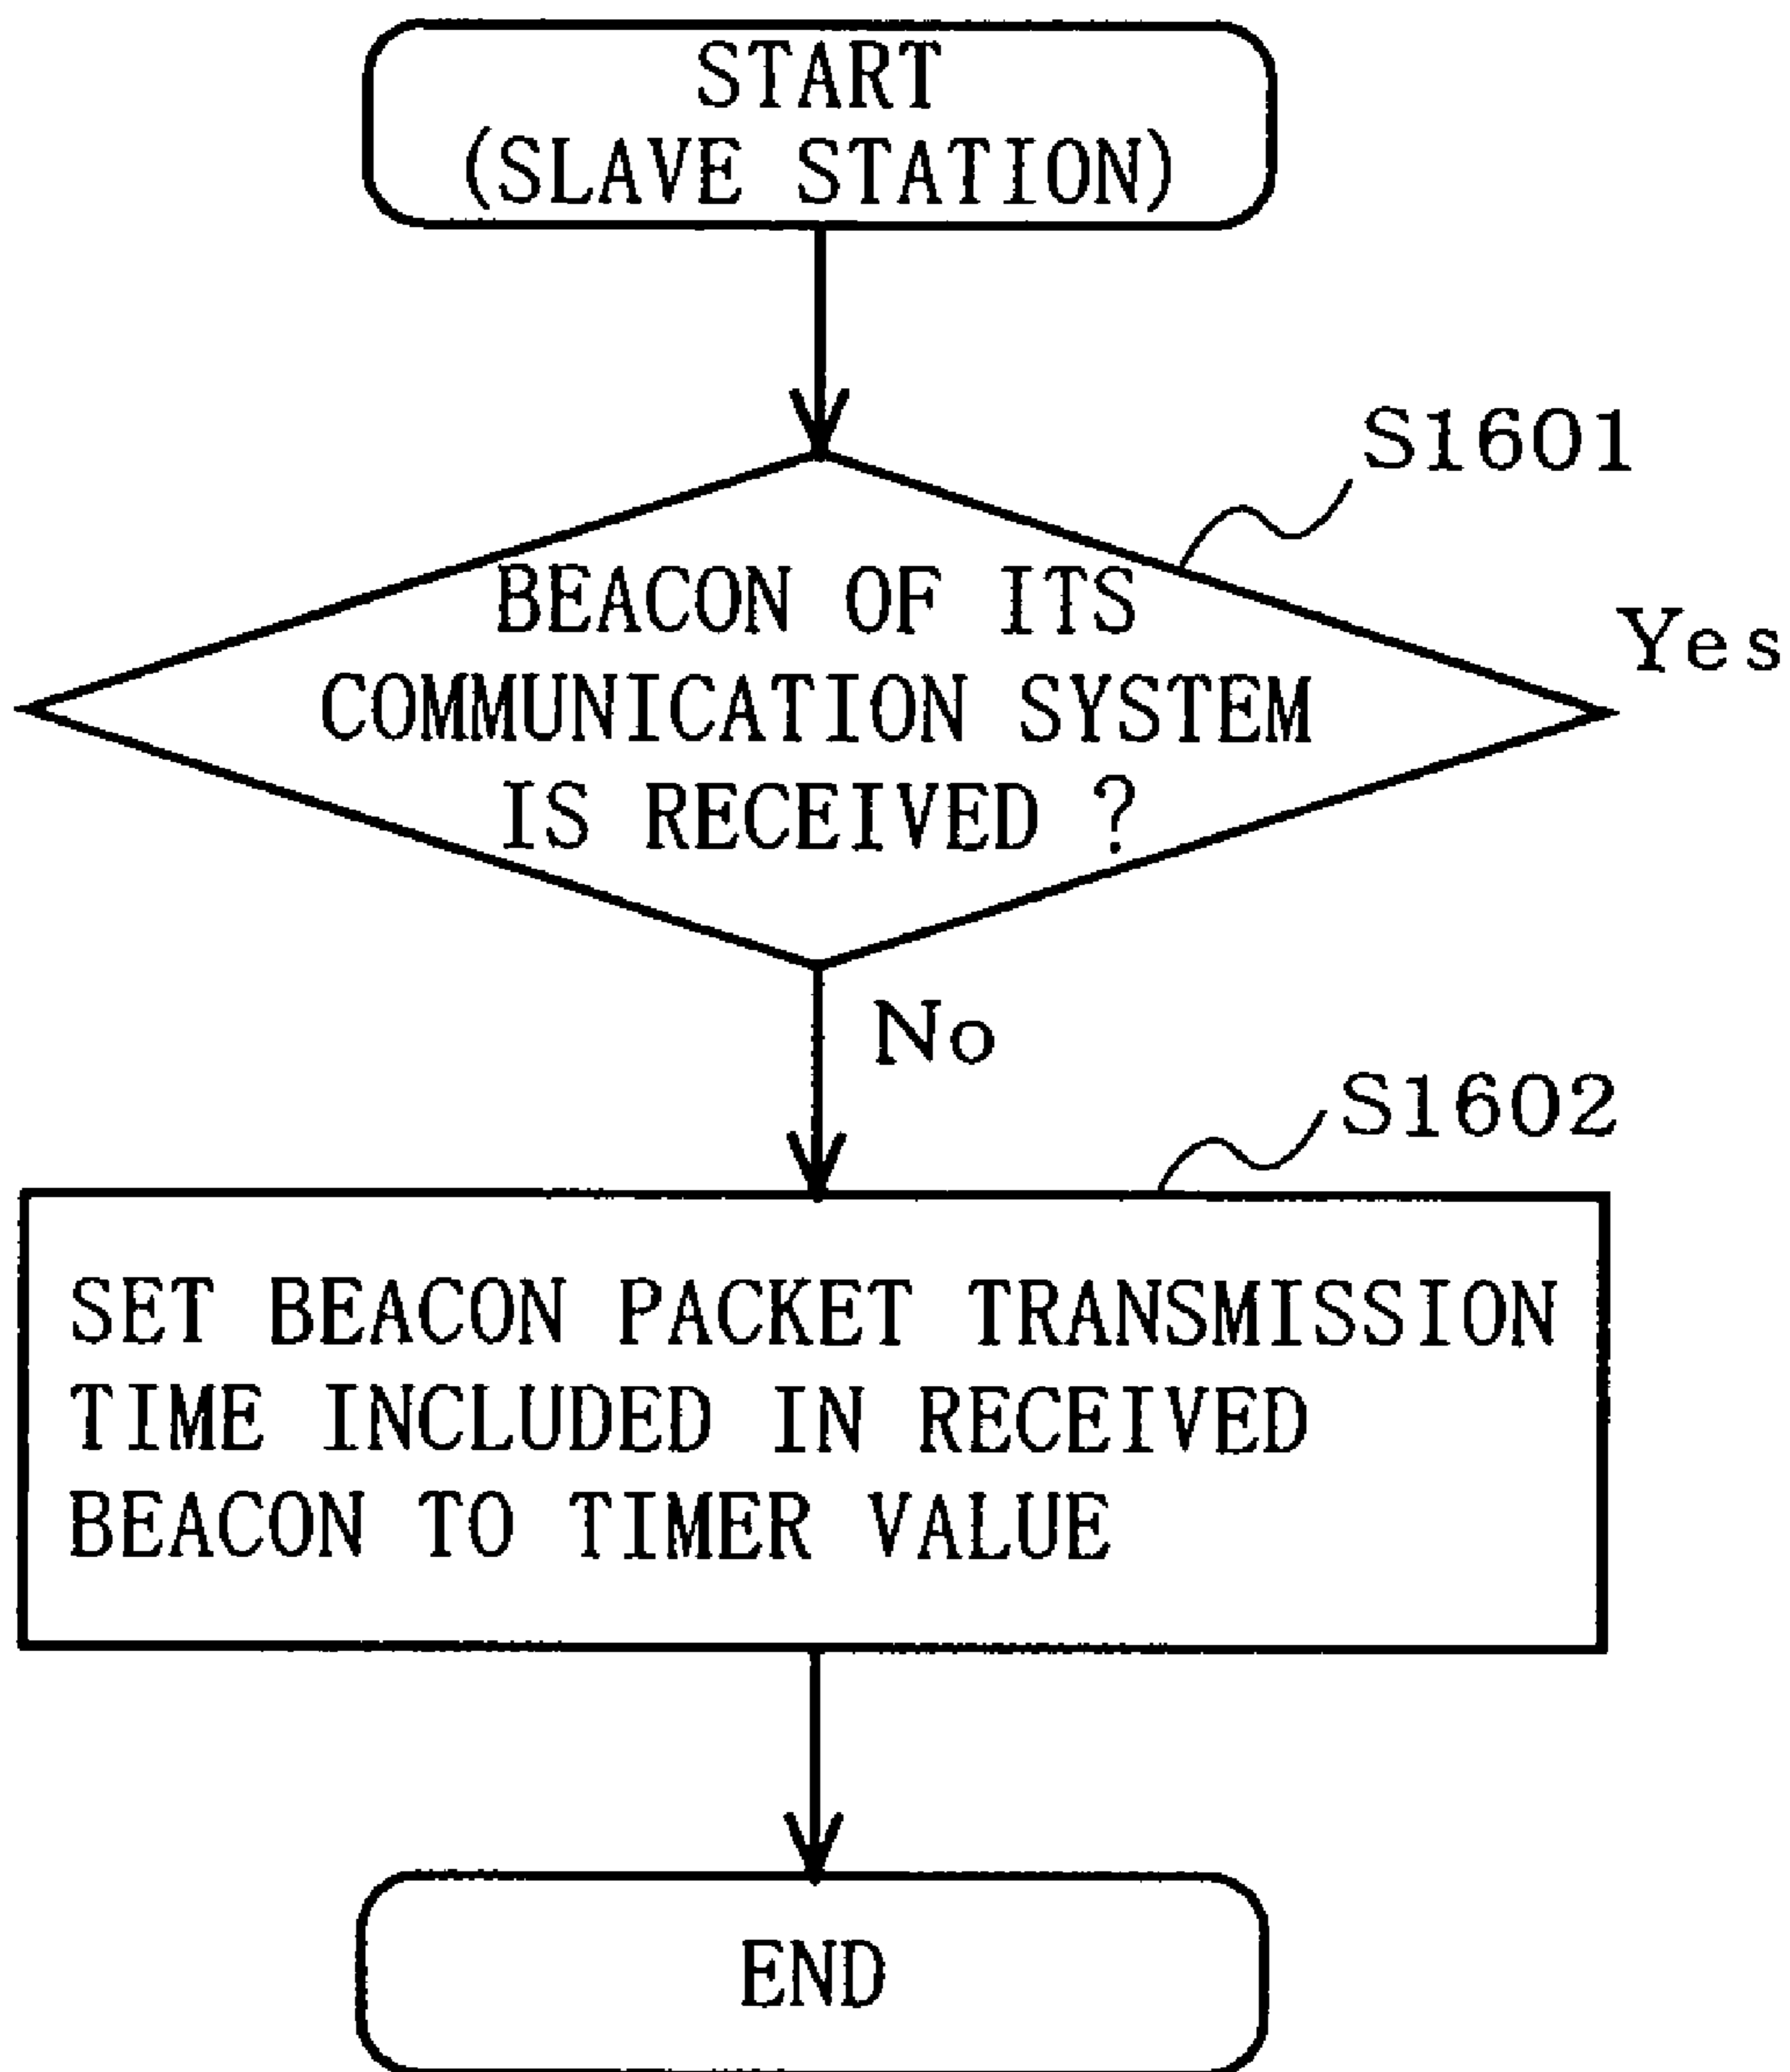 START
(SLAVE STATION)
S1601
BEACON OF ITS
COMMUNICATION SYSTEM
IS RECEIVED ?
Yes
No
S1602
SET BEACON PACKET TRANSMISSION
TIME INCLUDED IN RECEIVED
BEACON TO TIMER VALUE
END